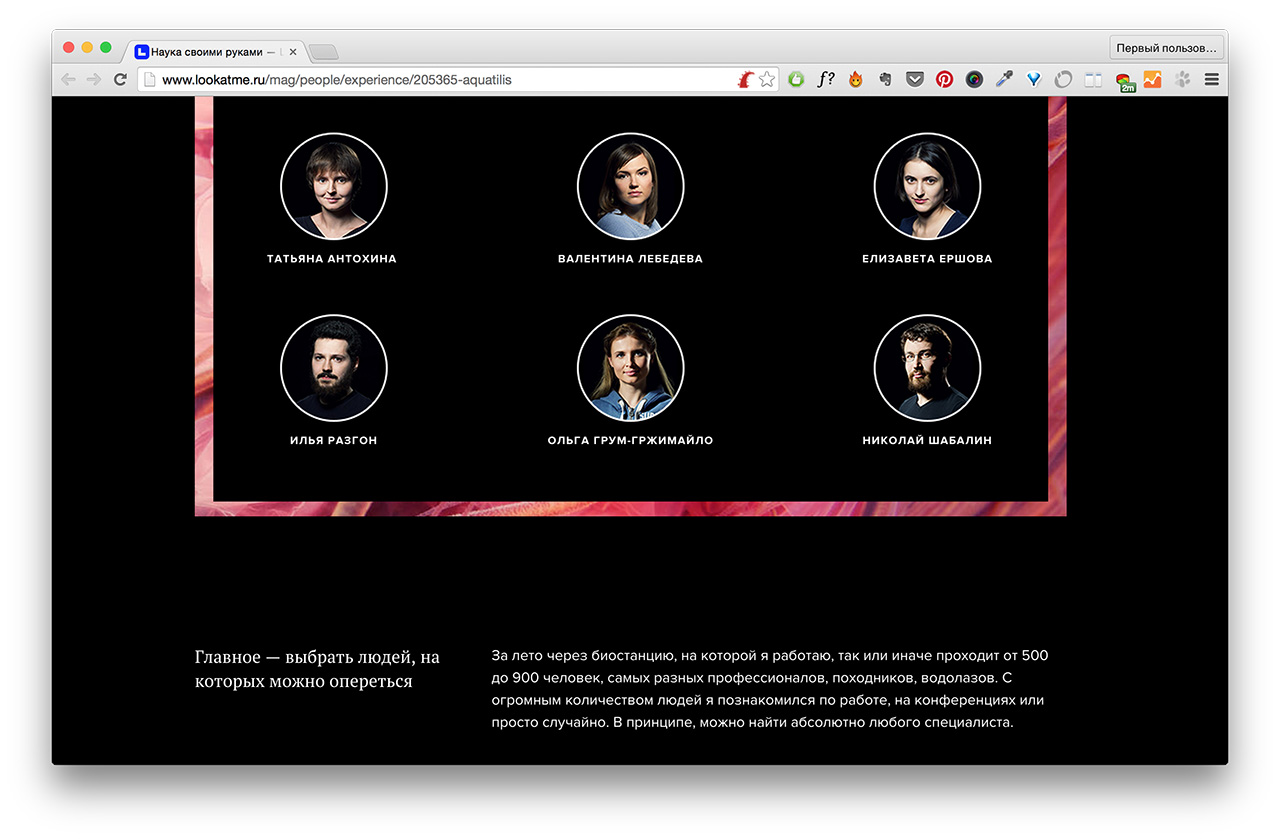 Наука своими руками —
Первый пользов...
www.lookatme.ru/mag/people/experience/205365-aquatilis
f?
2m
ТАТЬЯНА АНТОХИНА
ВАЛЕНТИНА ЛЕБЕДЕВА
ЕЛИЗАВЕТА ЕРШОВА
ИЛЬЯ РАЗГОН
ОЛЬГА ГРУМ-ГРЖИМАЙЛО
НИКОЛАЙ ШАБАЛИН
Главное — выбрать людей, на
которых можно опереться
За лето через биостанцию, на которой я работаю, так или иначе проходит от 500
до 900 человек, самых разных профессионалов, походников, водолазов. С
огромным количеством людей я познакомился по работе, на конференциях или
просто случайно. В принципе, можно найти абсолютно любого специалиста.